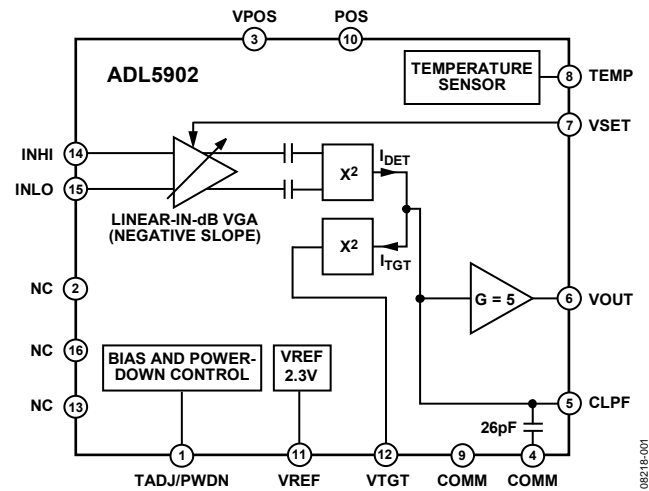 VPOS POS
3 10
ADL5902
TEMPERATURE
SENSOR
8 TEMP
7 VSET
INHI 14
INLO 15
X2
IDET
LINEAR-IN-dB VGA
(NEGATIVE SLOPE)
X2
ITGT
NC 2
G = 5
6 VOUT
NC 16
BIAS AND POWER-
DOWN CONTROL
VREF
2.3V
NC 13
5 CLPF
26pF
1 11 12 9 4
TADJ/PWDN VREF VTGT COMM COMM
08218-001